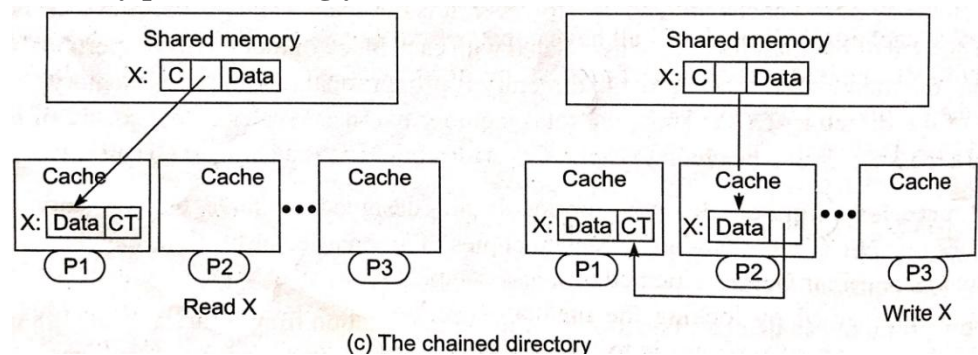 Shared memory
X: C Data
Cache
X: Data CT
P1
Cache
P2
Cache
P3
Read X
Shared memory
X: C Data
Cache
X: Data CT
P1
Cache
X: Data
P2
Cache
P3
Write X
(c) The chained directory